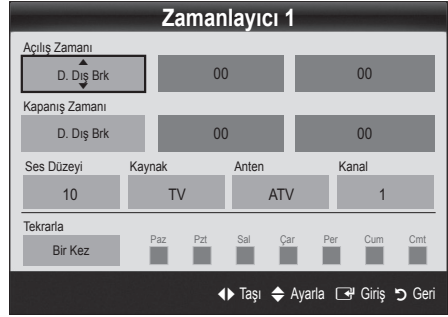 Zamanlayıcı 1
Açılış Zamanı
D. Dış Brk 00 00
Kapanış Zamanı
D. Dış Brk 00 00
Ses Düzeyi Kaynak Anten Kanal
10 TV ATV 1
Tekrarla
Bir Kez Paz Pzt Sal Çar Per Cum Cmt
Taşı Ayarla Giriş Geri